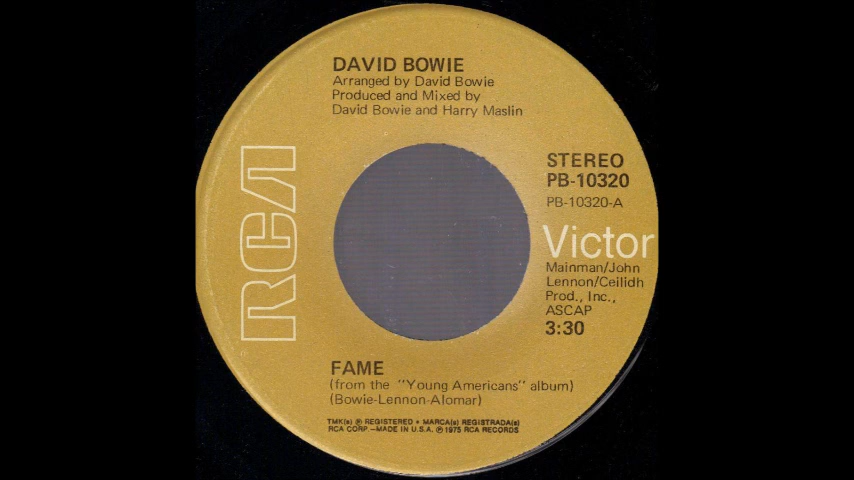 DAVID BOWIE
Arranged by David Bowie
Produced and Mixed by
David Bowie and Harry Maslin
RCA
STEREO
PB-10320
PB-10320-A
Victor
Mainman/John
Lennon/Ceilidh
Prod., Inc.,
ASCAP
3:30
FAME
(from the "Young Americans" album)
(Bowie-Lennon-Alomar)
TMK(s) ® REGISTERED • MARCA(s) REGISTRADA(s)
RCA CORP.—MADE IN U.S.A. ℗ 1975 RCA RECORDS